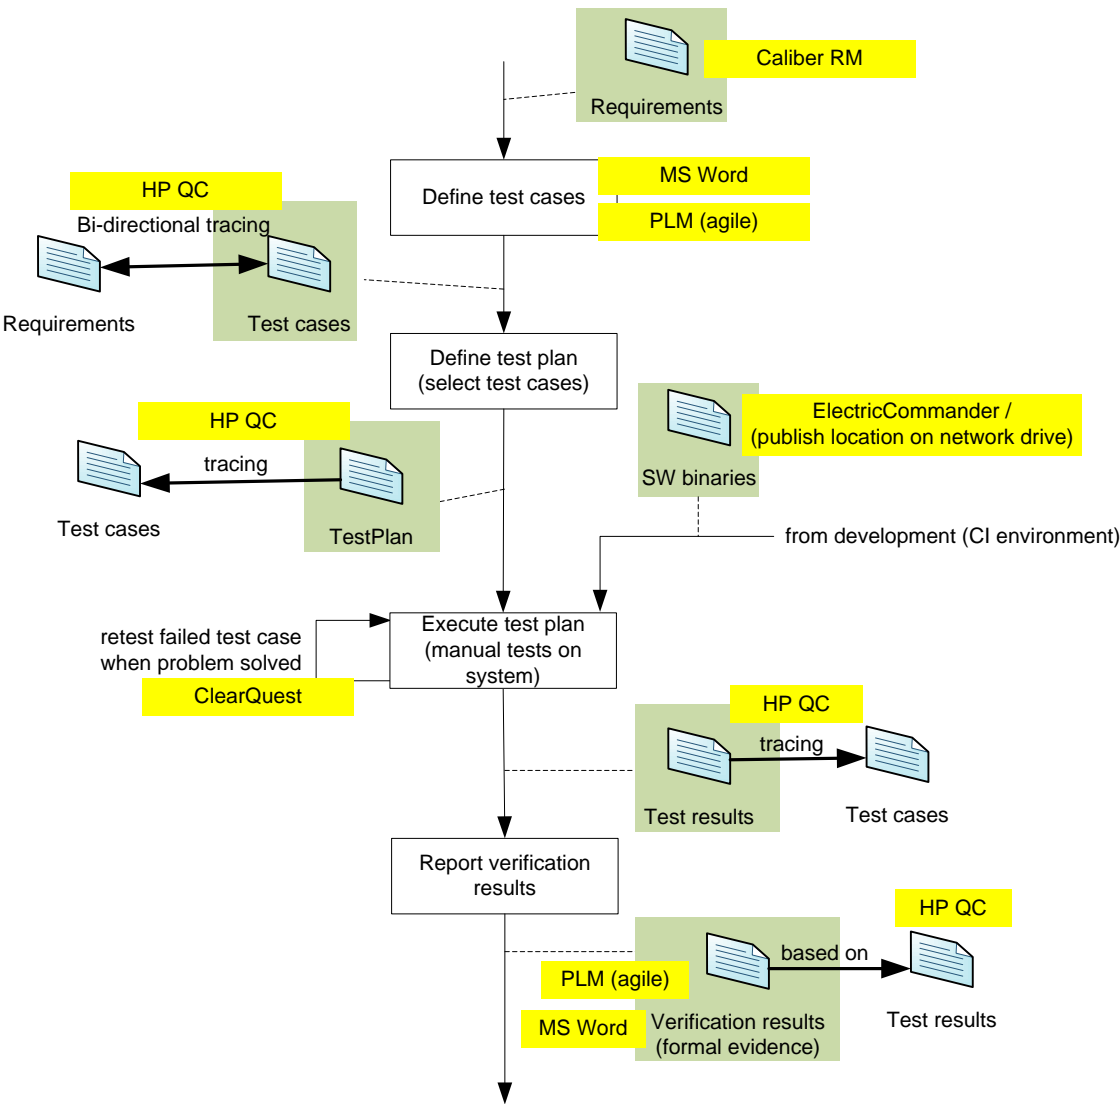 Caliber RM
Requirements
Define test cases
MS Word
PLM (agile)
HP QC
Bi-directional tracing
Requirements
Test cases
Define test plan
(select test cases)
ElectricCommander /
(publish location on network drive)
SW binaries
HP QC
tracing
Test cases
TestPlan
from development (CI environment)
retest failed test case
when problem solved
ClearQuest
Execute test plan
(manual tests on
system)
HP QC
tracing
Test results
Test cases
Report verification
results
HP QC
based on
PLM (agile)
MS Word
Verification results
(formal evidence)
Test results